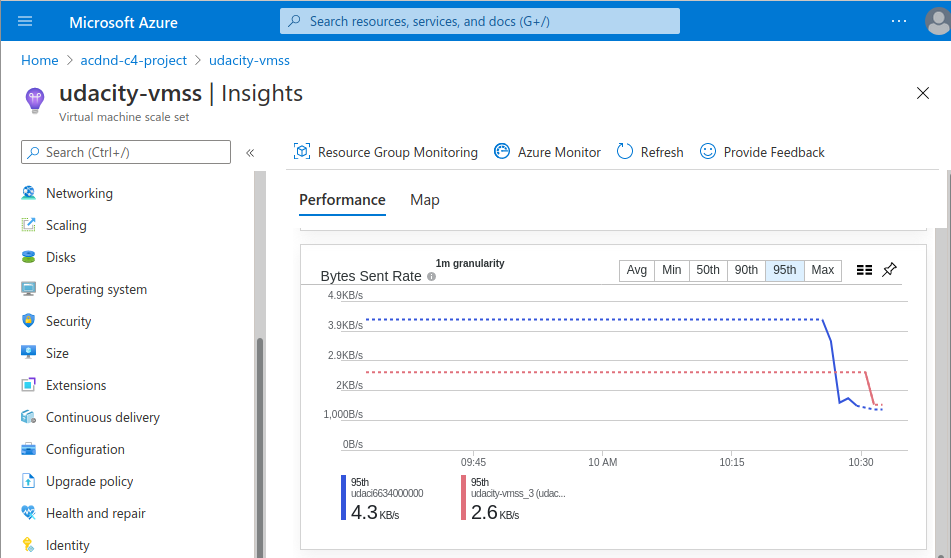 Microsoft Azure
Search resources, services, and docs (G+/)
Home > acdnd-c4-project > udacity-vmss
udacity-vmss | Insights
Virtual machine scale set
Search (Ctrl+/)
Resource Group Monitoring
Azure Monitor
Refresh
Provide Feedback
Networking
Scaling
Disks
Operating system
Security
Size
Extensions
Continuous delivery
Configuration
Upgrade policy
Health and repair
Identity
Performance
Map
1m granularity
Bytes Sent Rate
Avg
Min
50th
90th
95th
Max
4.9KB/s
3.9KB/s
2.9KB/s
2KB/s
1,000B/s
0B/s
09:45
10 AM
10:15
10:30
95th
udaci6634000000
4.3 KB/s
95th
udacity-vmss_3 (udac...
2.6 KB/s